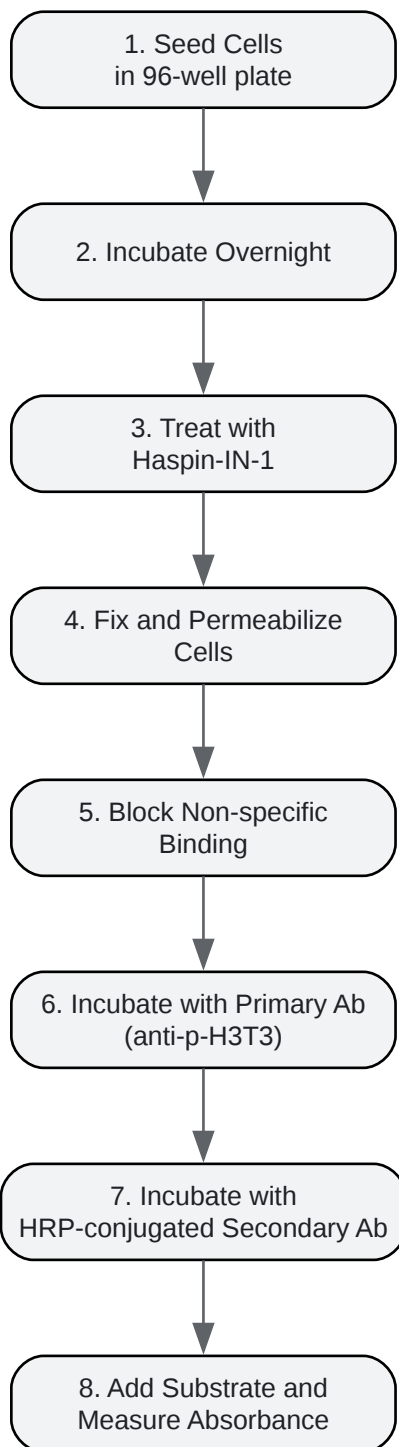 1. Seed Cells
in 96-well plate
2. Incubate Overnight
3. Treat with
Haspin-IN-1
4. Fix and Permeabilize
Cells
5. Block Non-specific
Binding
6. Incubate with Primary Ab
(anti-p-H3T3)
7. Incubate with
HRP-conjugated Secondary Ab
8. Add Substrate and
Measure Absorbance